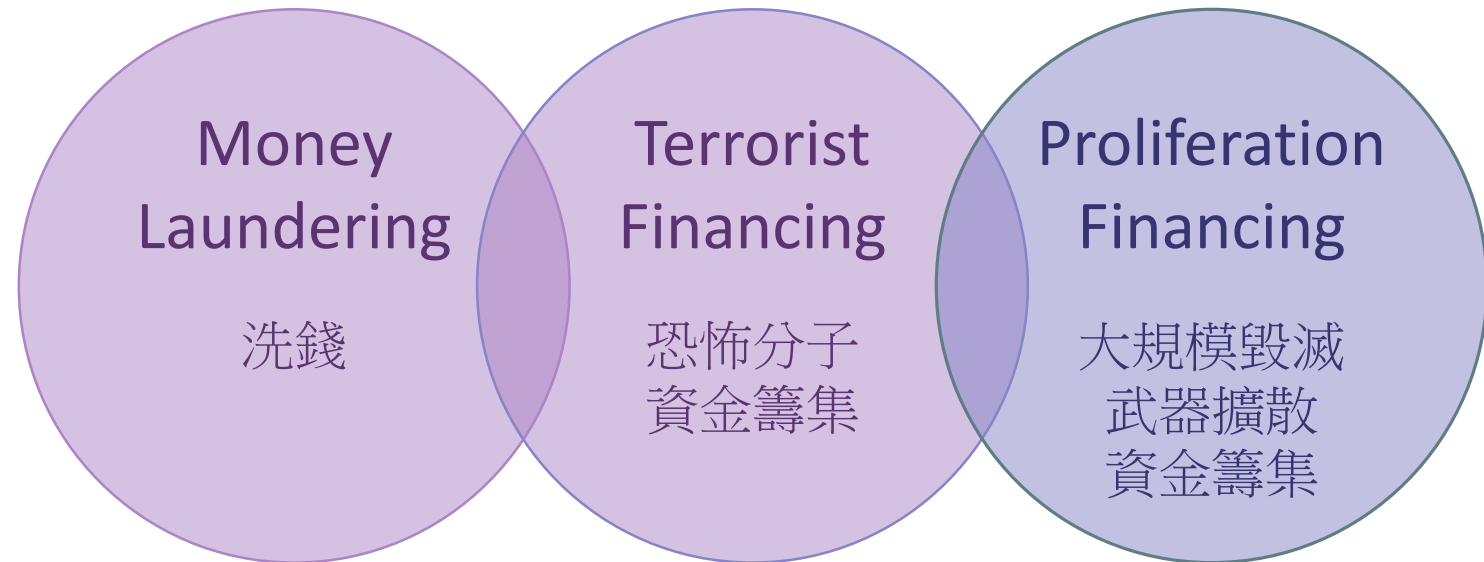 Money
Laundering
洗錢
Terrorist
Financing
恐怖分子
資金籌集
Proliferation
Financing
大規模毀滅
武器擴散
資金籌集